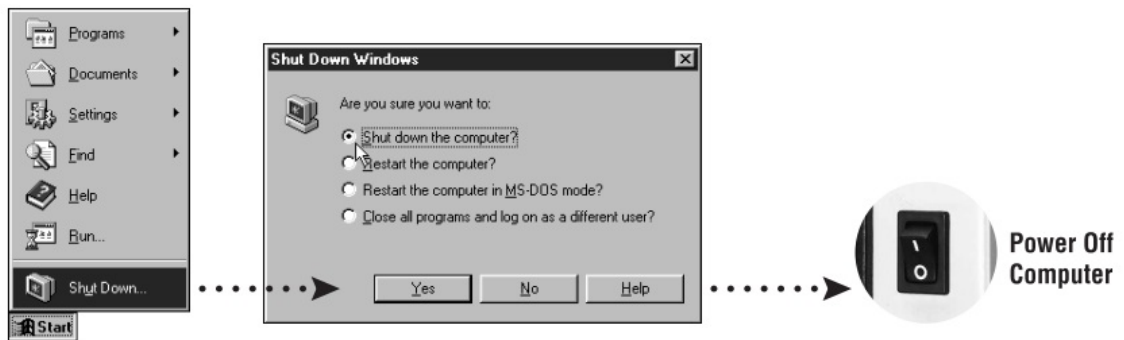 Programs
Documents
Settings
Find
Help
Run...
Shut Down...
Start
Shut Down Windows
Are you sure you want to:
Shut down the computer?
Restart the computer?
Restart the computer in MS-DOS mode?
Close all programs and log on as a different user?
Yes
No
Help
Power Off
Computer